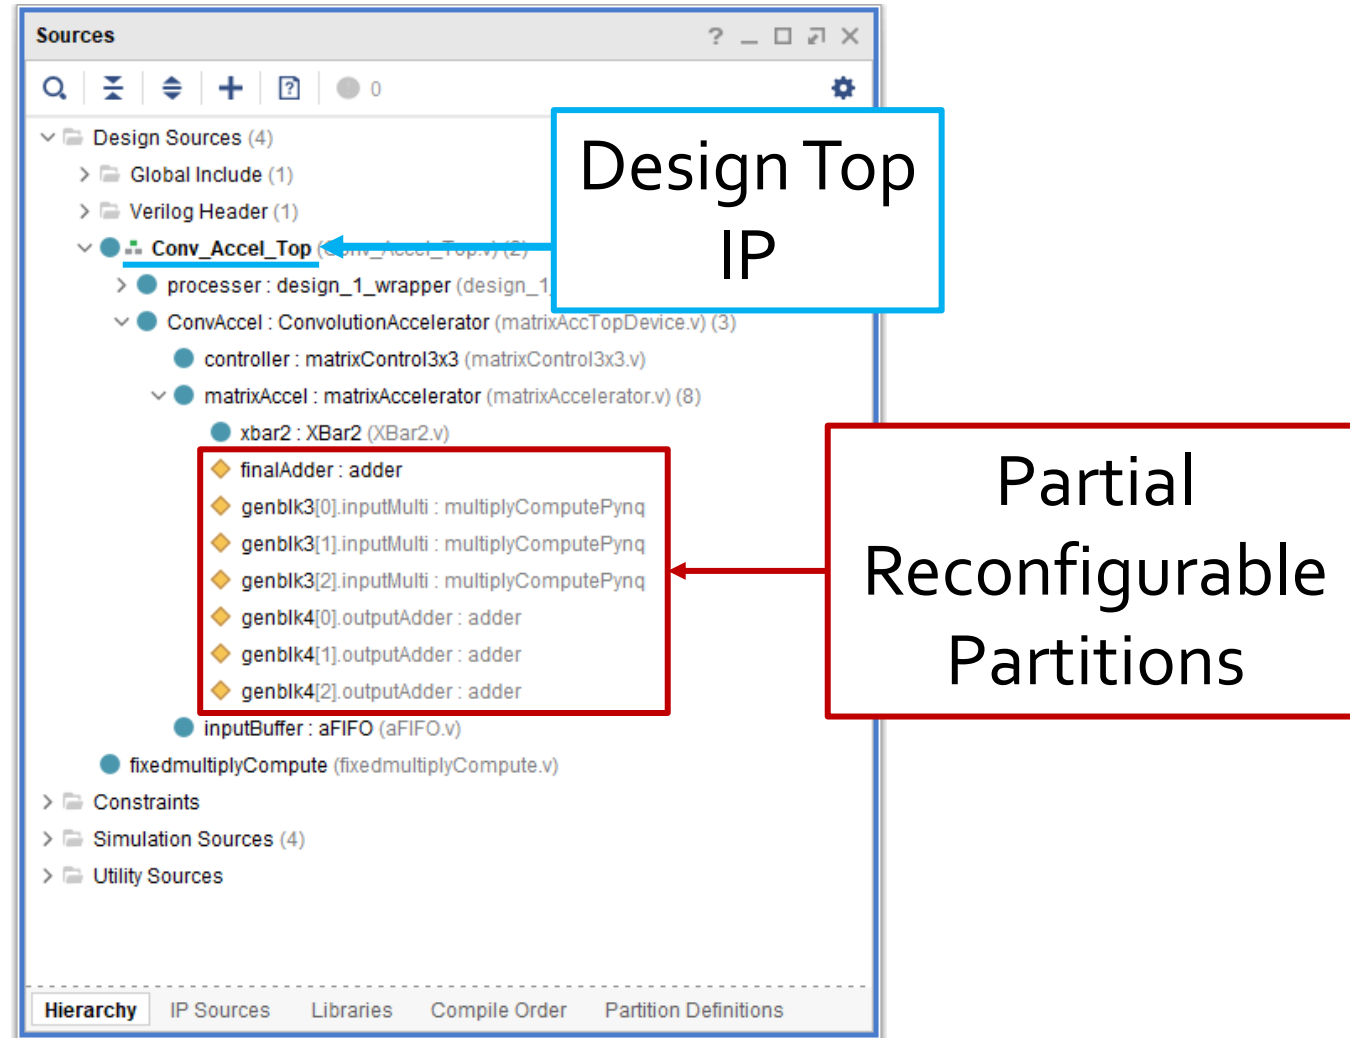 Sources
0
Design Sources (4)
Global Include (1)
Verilog Header (1)
Conv_Accel_Top (Conv_Accel_Top.v) (2)
processer : design_1_wrapper (design_1
ConvAccel : ConvolutionAccelerator (matrixAccTopDevice.v) (3)
controller : matrixControl3x3 (matrixControl3x3.v)
matrixAccel : matrixAccelerator (matrixAccelerator.v) (8)
xbar2 : XBar2 (XBar2.v)
finalAdder : adder
genblk3[0].inputMulti : multiplyComputePynq
genblk3[1].inputMulti : multiplyComputePynq
genblk3[2].inputMulti : multiplyComputePynq
genblk4[0].outputAdder : adder
genblk4[1].outputAdder : adder
genblk4[2].outputAdder : adder
inputBuffer : aFIFO (aFIFO.v)
fixedmultiplyCompute (fixedmultiplyCompute.v)
Constraints
Simulation Sources (4)
Utility Sources
Hierarchy IP Sources Libraries Compile Order Partition Definitions
Design Top
IP
Partial
Reconfigurable
Partitions